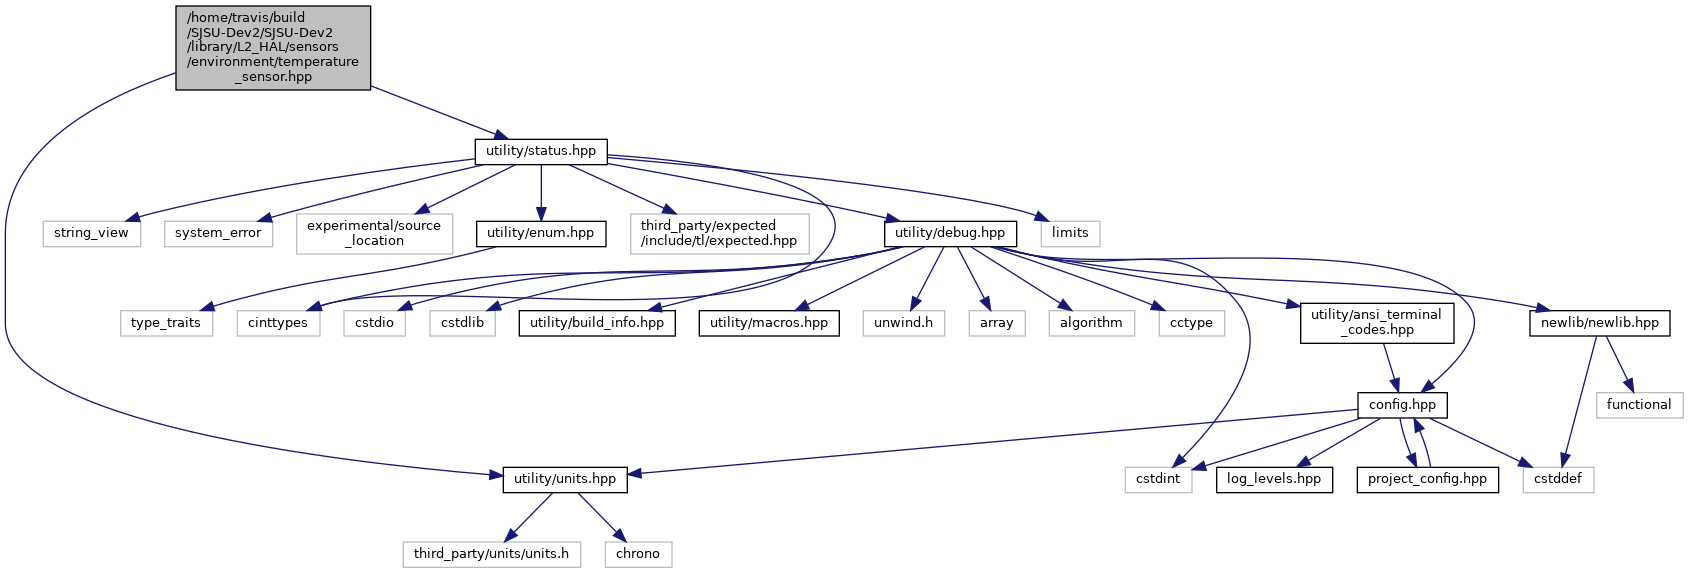 /home/travis/build
/SJSU-Dev2/SJSU-Dev2
/library/L2_HAL/sensors
/environment/temperature
_sensor.hpp
utility/status.hpp
string_view
system_error
experimental/source
_location
utility/enum.hpp
third_party/expected
/include/tl/expected.hpp
utility/debug.hpp
limits
type_traits
cinttypes
cstdio
cstdlib
utility/build_info.hpp
utility/macros.hpp
unwind.h
array
algorithm
cctype
utility/ansi_terminal
_codes.hpp
newlib/newlib.hpp
config.hpp
functional
utility/units.hpp
cstdint
log_levels.hpp
project_config.hpp
cstddef
third_party/units/units.h
chrono